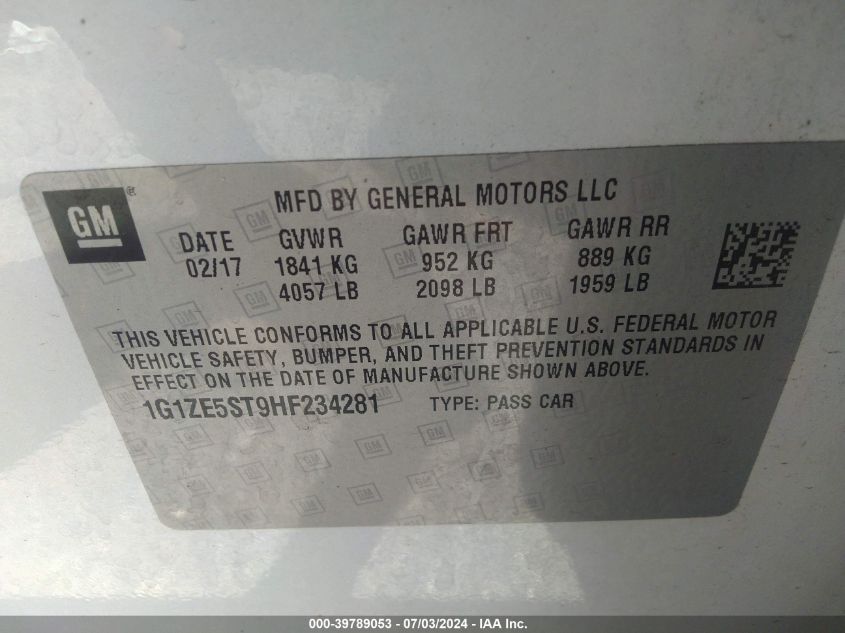 GM ®
MFD BY GENERAL MOTORS LLC
DATE GVWR GAWR FRT GAWR RR
02/17 1841 KG 952 KG 889 KG
4057 LB 2098 LB 1959 LB
THIS VEHICLE CONFORMS TO ALL APPLICABLE U.S. FEDERAL MOTOR
VEHICLE SAFETY, BUMPER, AND THEFT PREVENTION STANDARDS IN
EFFECT ON THE DATE OF MANUFACTURE SHOWN ABOVE.
1G1ZE5ST9HF234281 TYPE: PASS CAR
000-39789053 - 07/03/2024 - IAA Inc.